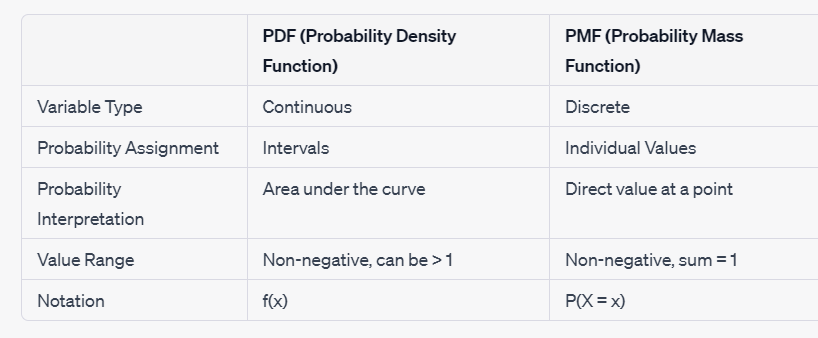 PDF (Probability Density PMF (Probability Mass
Function) Function)
Variable Type Continuous Discrete
Probability Assignment Intervals Individual Values
Probability Area under the curve Direct value at a point
Interpretation
Value Range Non-negative, can be > 1 Non-negative, sum = 1
Notation f(x) P(X = x)